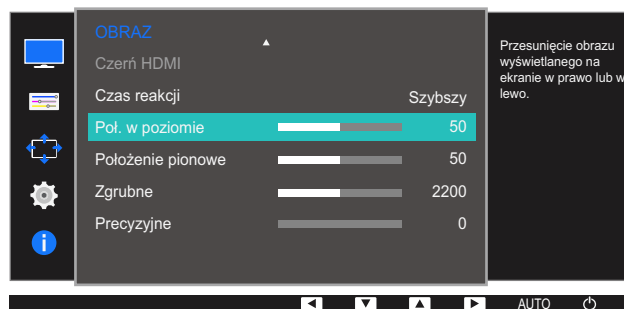 OBRAZ
Czerń HDMI
Czas reakcji Szybszy
Poł. w poziomie 50
Położenie pionowe 50
Zgrubne 2200
Precyzyjne 0
Przesunięcie obrazu
wyświetlanego na
ekranie w prawo lub w
lewo.
AUTO